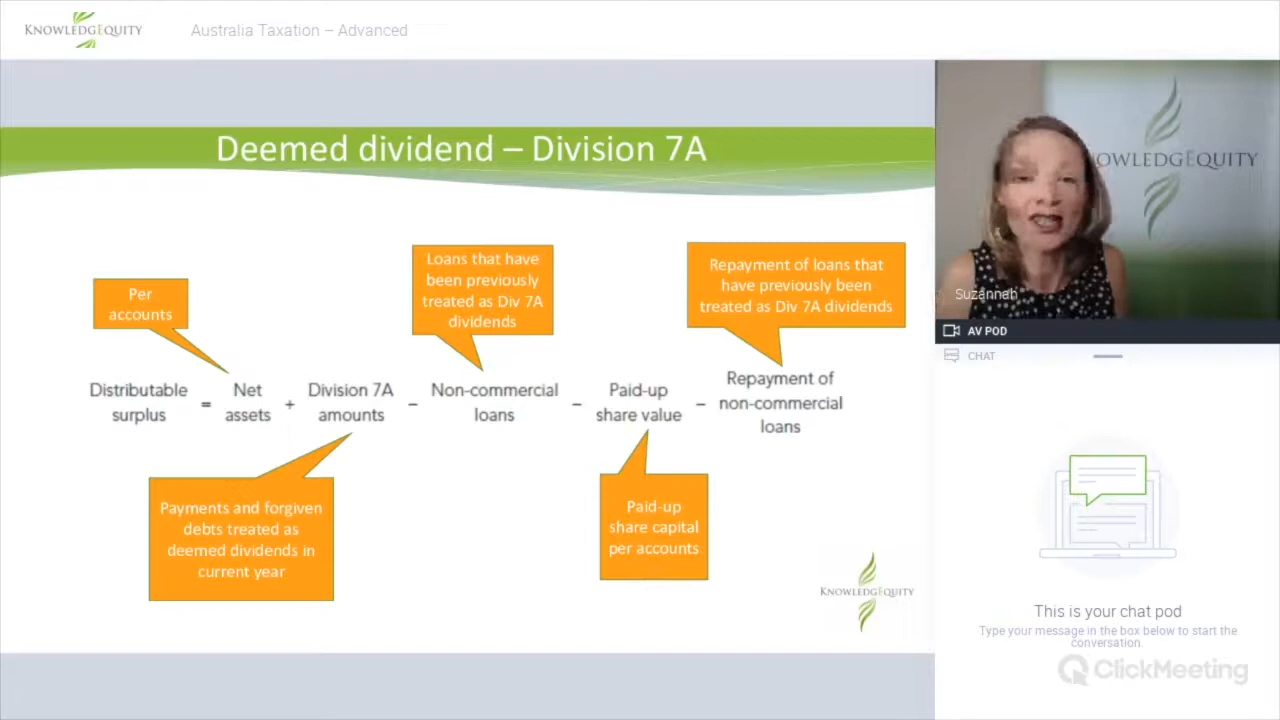 KNOWLEDGEQUITY
Australia Taxation – Advanced
Deemed dividend – Division 7A
Per
accounts
Loans that have
been previously
treated as Div 7A
dividends
Repayment of loans that
have previously been
treated as Div 7A dividends
Distributable
surplus
=
Net
assets
+
Division 7A
amounts
–
Non-commercial
loans
–
Paid-up
share value
–
Repayment of
non-commercial
loans
Payments and forgiven
debts treated as
deemed dividends in
current year
Paid-up
share capital
per accounts
KNOWLEDGEQUITY
KNOWLEDGEQUITY
Suzannah
AV POD
CHAT
This is your chat pod
Type your message in the box below to start the
conversation.
ClickMeeting